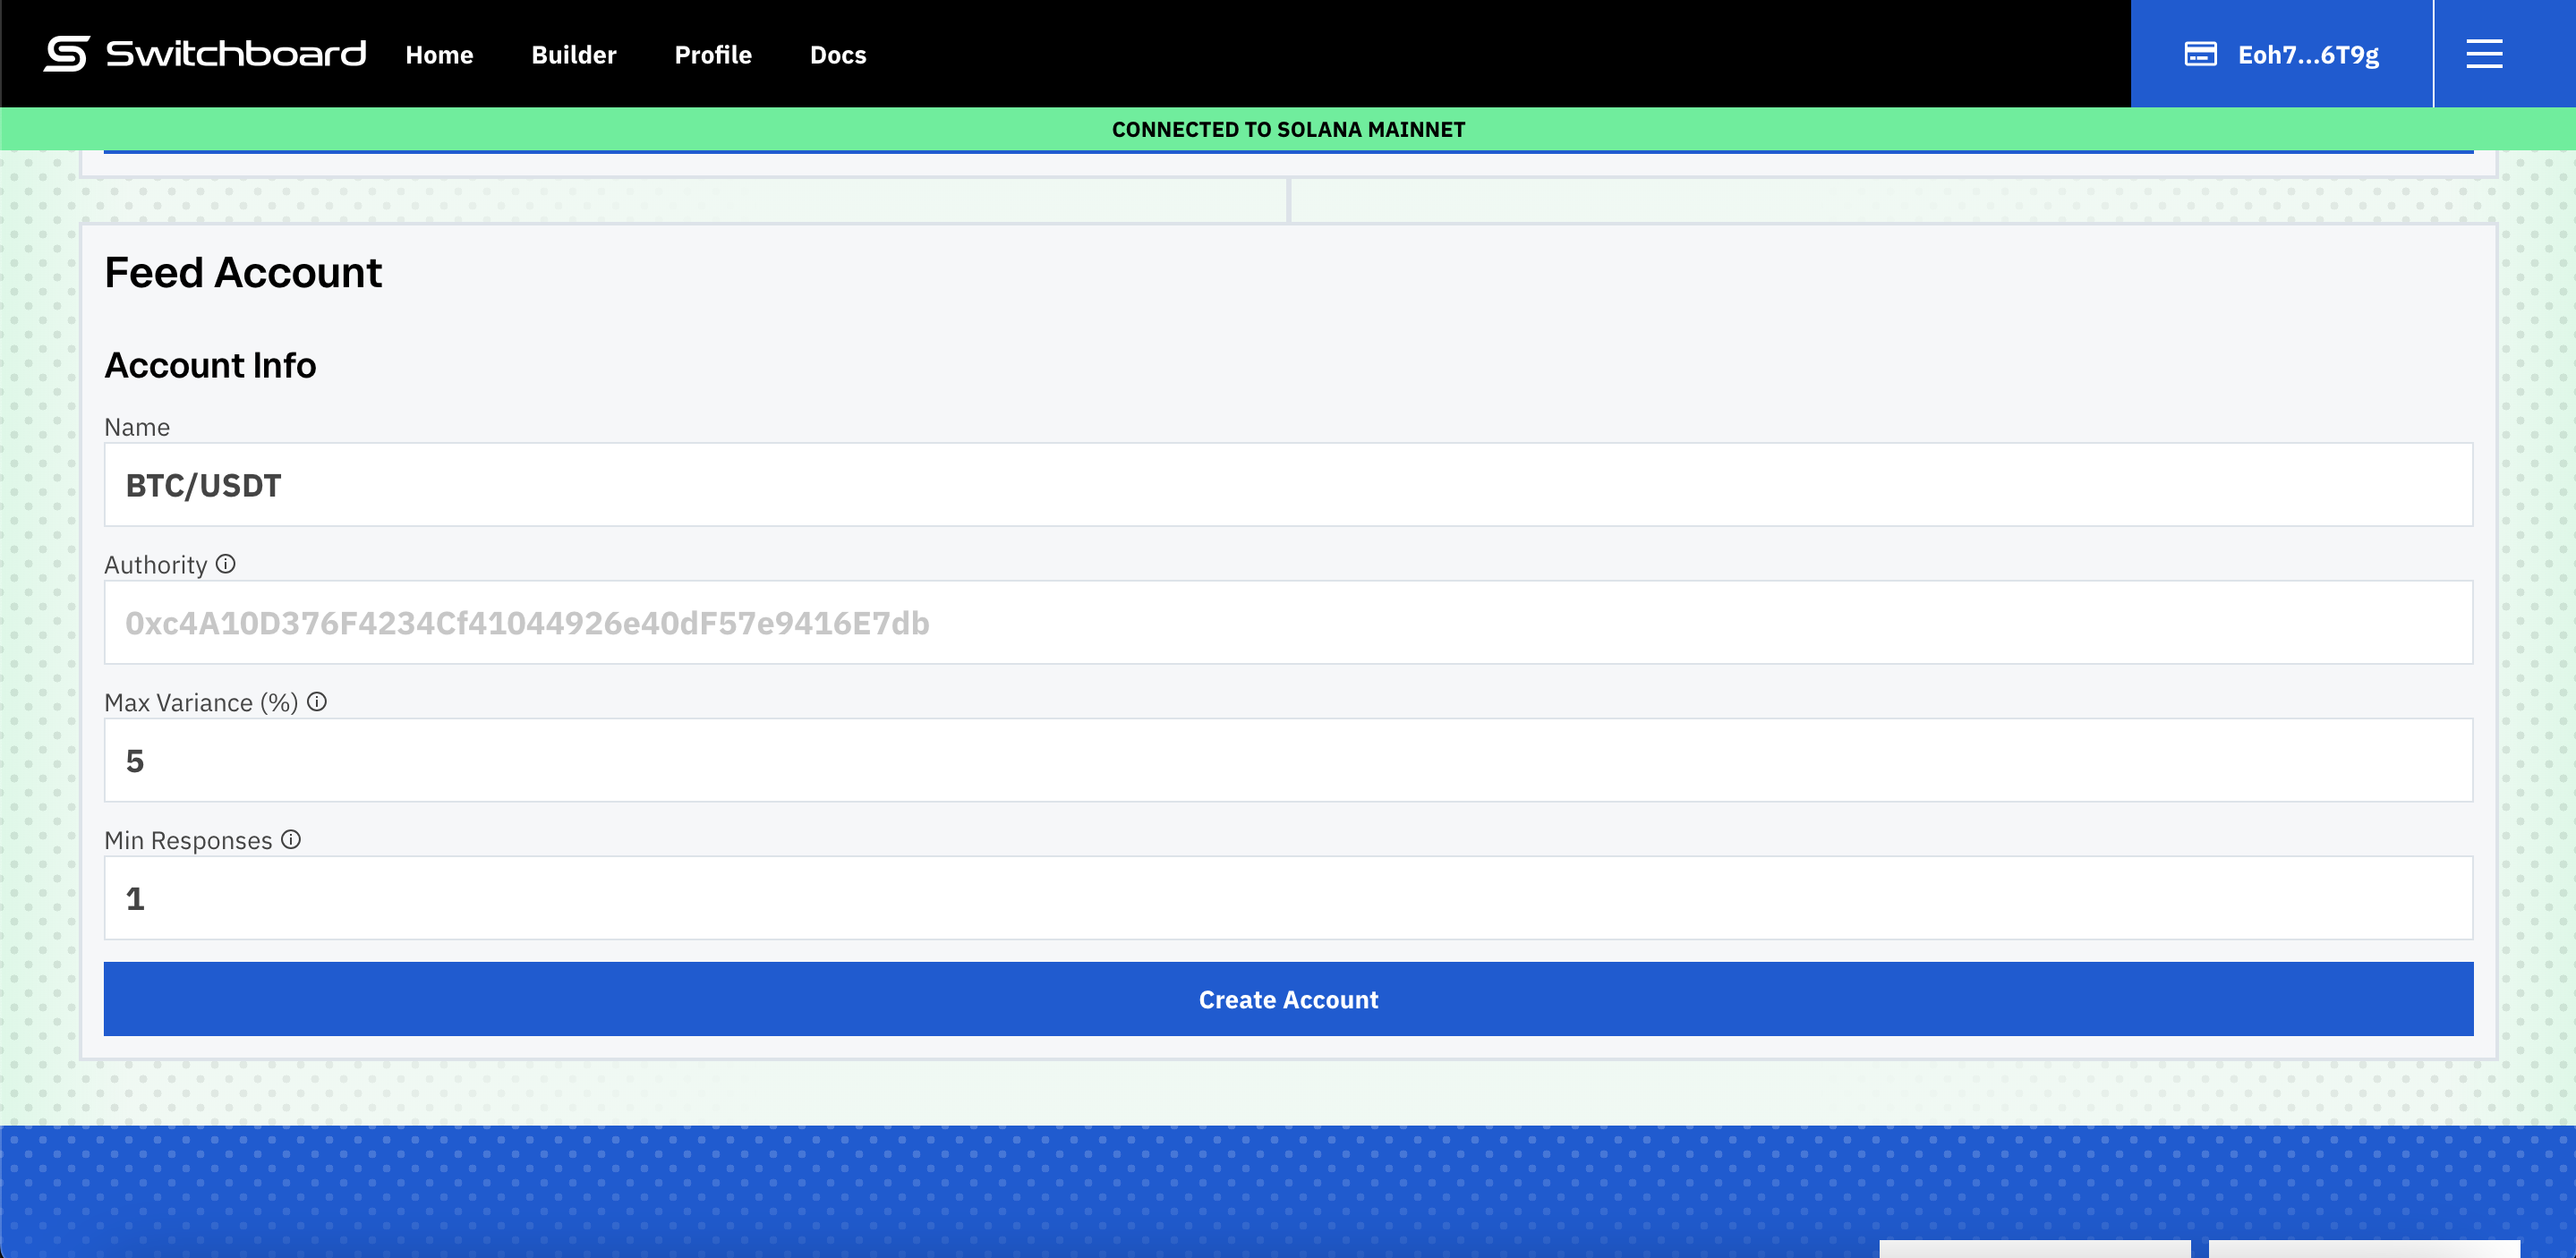 Switchboard Home Builder Profile Docs Eoh7...6T9g
CONNECTED TO SOLANA MAINNET
Feed Account
Account Info
Name
BTC/USDT
Authority
0xc4A10D376F4234Cf41044926e40dF57e9416E7db
Max Variance (%)
5
Min Responses
1
Create Account